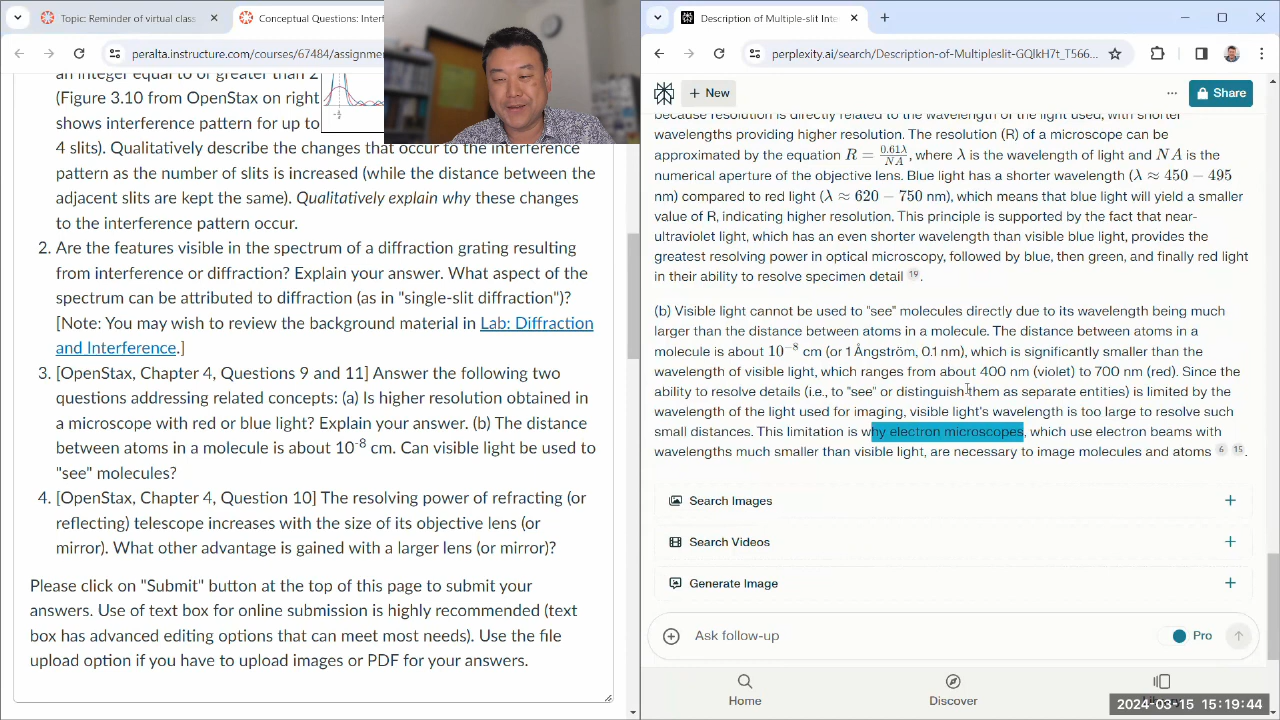 Topic: Reminder of virtual class
Conceptual Questions: Interf
peralta.instructure.com/courses/67484/assignme
an integer equal to or greater than 2
(Figure 3.10 from OpenStax on right
shows interference pattern for up to
4 slits). Qualitatively describe the changes that occur to the interference
pattern as the number of slits is increased (while the distance between the
adjacent slits are kept the same). Qualitatively explain why these changes
to the interference pattern occur.
2. Are the features visible in the spectrum of a diffraction grating resulting
from interference or diffraction? Explain your answer. What aspect of the
spectrum can be attributed to diffraction (as in "single-slit diffraction")?
[Note: You may wish to review the background material in Lab: Diffraction
and Interference.]
3. [OpenStax, Chapter 4, Questions 9 and 11] Answer the following two
questions addressing related concepts: (a) Is higher resolution obtained in
a microscope with red or blue light? Explain your answer. (b) The distance
between atoms in a molecule is about 10⁻⁸ cm. Can visible light be used to
"see" molecules?
4. [OpenStax, Chapter 4, Question 10] The resolving power of refracting (or
reflecting) telescope increases with the size of its objective lens (or
mirror). What other advantage is gained with a larger lens (or mirror)?
Please click on "Submit" button at the top of this page to submit your
answers. Use of text box for online submission is highly recommended (text
box has advanced editing options that can meet most needs). Use the file
upload option if you have to upload images or PDF for your answers.
Description of Multiple-slit Inte
perplexity.ai/search/Description-of-Multipleslit-GQlkH7t_T566...
New
Share
because resolution is directly related to the wavelength of the light used, with shorter
wavelengths providing higher resolution. The resolution (R) of a microscope can be
approximated by the equation R = 0.61λ/NA, where λ is the wavelength of light and NA is the
numerical aperture of the objective lens. Blue light has a shorter wavelength (λ ≈ 450 − 495
nm) compared to red light (λ ≈ 620 − 750 nm), which means that blue light will yield a smaller
value of R, indicating higher resolution. This principle is supported by the fact that near-
ultraviolet light, which has an even shorter wavelength than visible blue light, provides the
greatest resolving power in optical microscopy, followed by blue, then green, and finally red light
in their ability to resolve specimen detail 19.
(b) Visible light cannot be used to "see" molecules directly due to its wavelength being much
larger than the distance between atoms in a molecule. The distance between atoms in a
molecule is about 10⁻⁸ cm (or 1 Ångström, 0.1 nm), which is significantly smaller than the
wavelength of visible light, which ranges from about 400 nm (violet) to 700 nm (red). Since the
ability to resolve details (i.e., to "see" or distinguish them as separate entities) is limited by the
wavelength of the light used for imaging, visible light's wavelength is too large to resolve such
small distances. This limitation is why electron microscopes, which use electron beams with
wavelengths much smaller than visible light, are necessary to image molecules and atoms 6 15.
Search Images
Search Videos
Generate Image
Ask follow-up
Pro
Home
Discover
2024-03-15 15:19:44